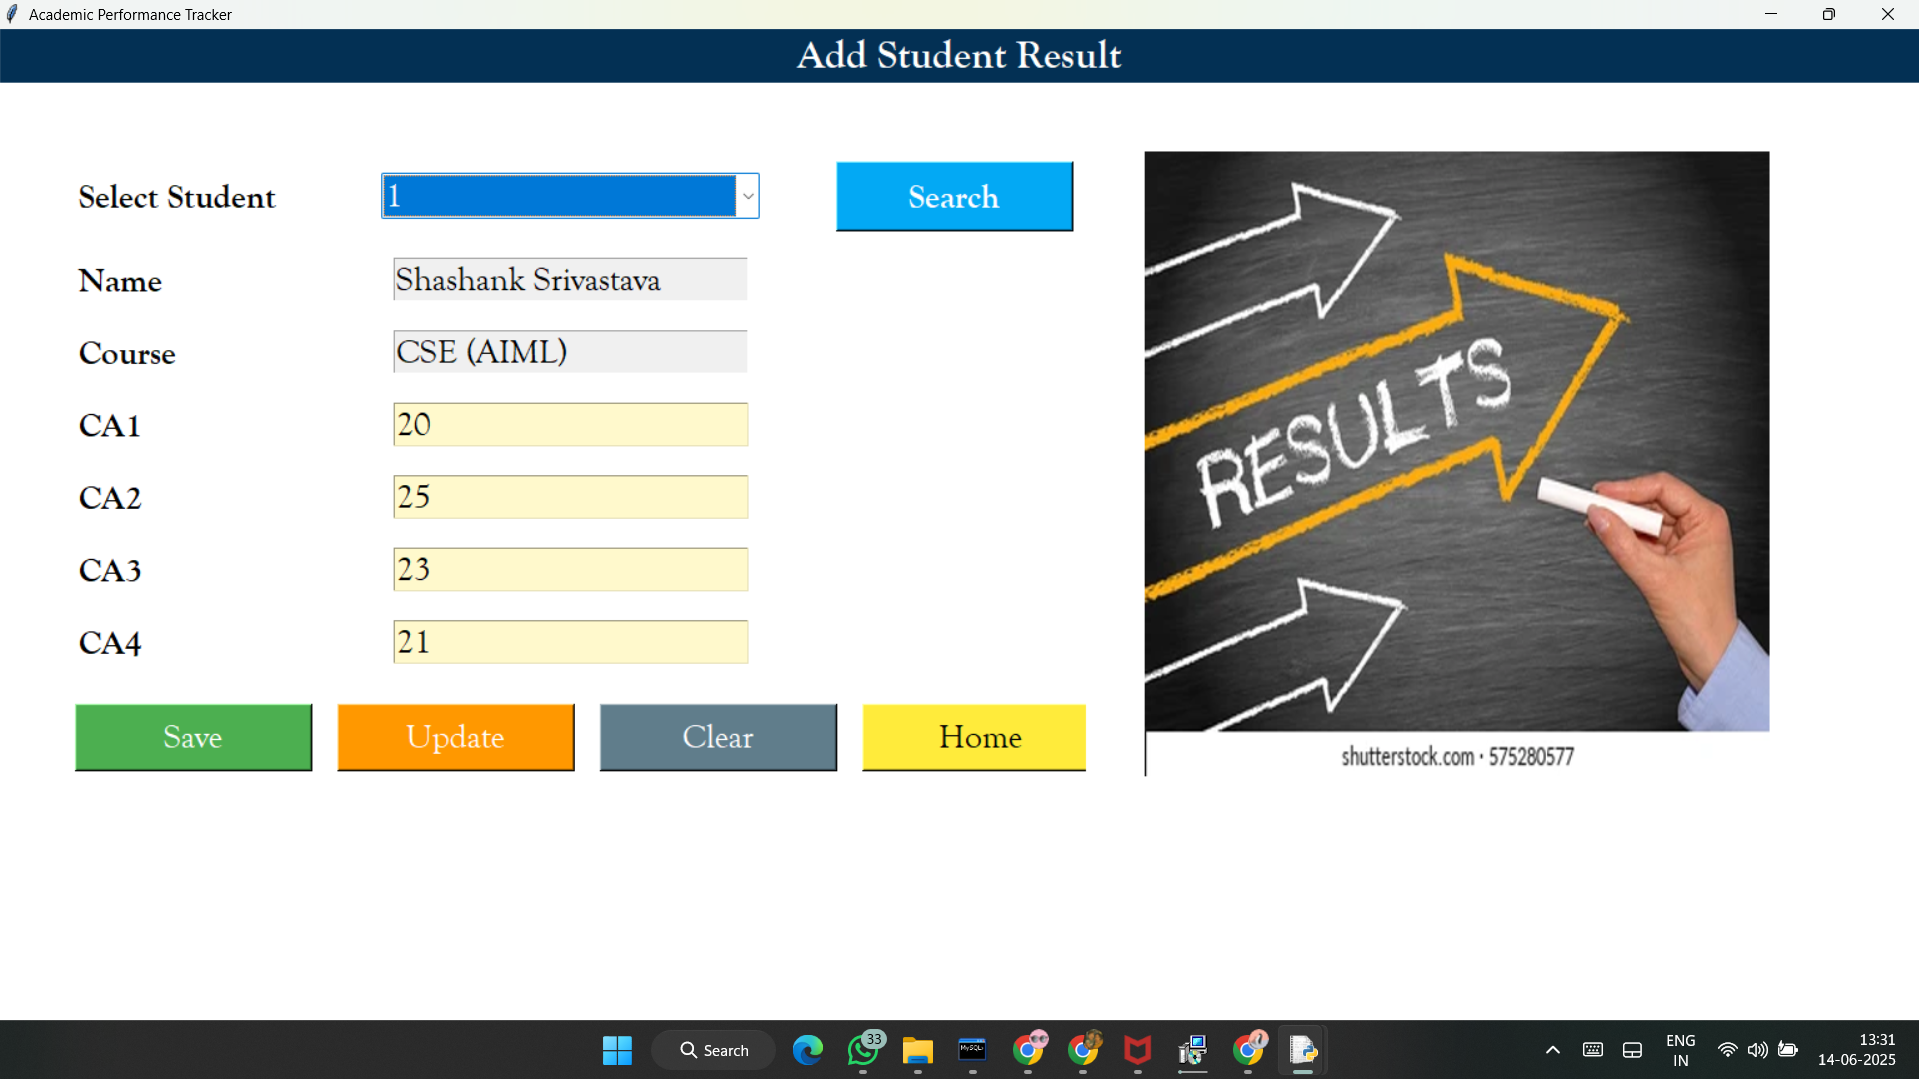 Academic Performance Tracker
Add Student Result
Select Student
1
Search
Name
Shashank Srivastava
Course
CSE (AIML)
CA1
20
CA2
25
CA3
23
CA4
21
Save
Update
Clear
Home
RESULTS
shutterstock.com · 575280577
Search
33
MySQL
ENG
IN
13:31
14-06-2025